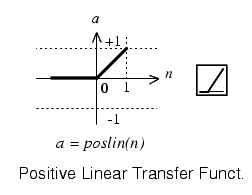 a
+1
n
0 1
-1
a = poslin(n)
Positive Linear Transfer Funct.